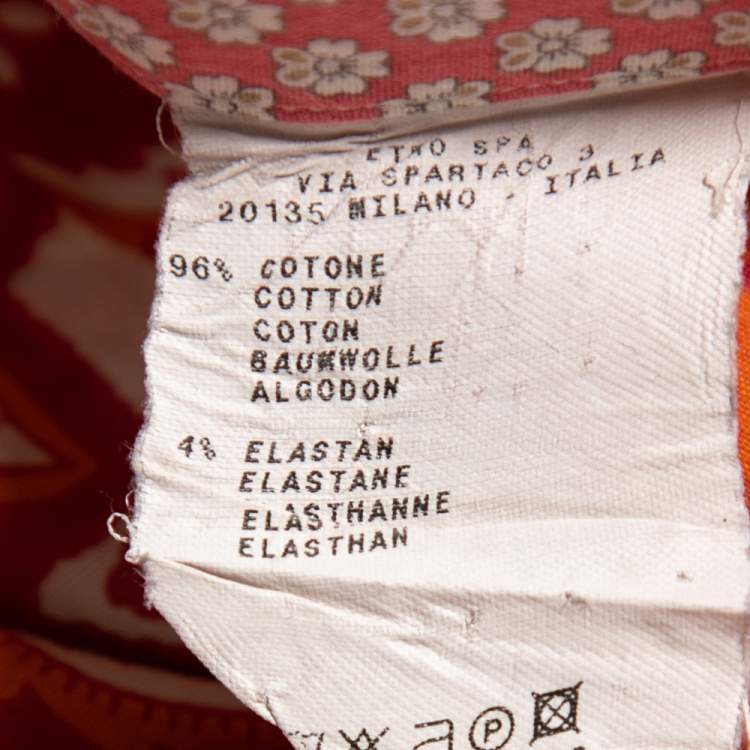 ETRO SPA
VIA SPARTACO 3
20135 MILANO - ITALIA
96% COTONE
COTTON
COTON
BAUMWOLLE
ALGODON
4% ELASTAN
ELASTANE
ELASTHANNE
ELASTHAN
P